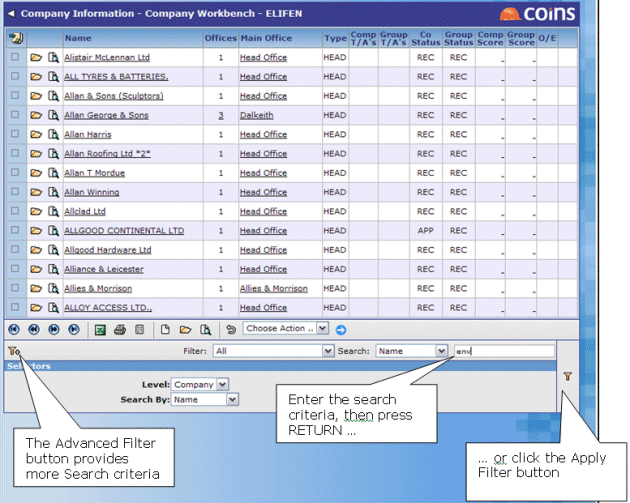 Company Information - Company Workbench - ELIFEN
coins
Name Offices Main Office Type Comp T/A's Group T/A's Co Status Group Status Comp Score Group Score O/E
Alistair McLennan Ltd 1 Head Office HEAD REC REC - -
ALL TYRES & BATTERIES, 1 Head Office HEAD REC REC - -
Allan & Sons (Sculptors) 1 Head Office HEAD REC REC - -
Allan George & Sons 3 Dalkeith HEAD REC REC - -
Allan Harris 1 Head Office HEAD REC REC - -
Allan Roofing Ltd *2* 1 Head Office HEAD REC REC - -
Allan T Mordue 1 Head Office HEAD REC REC - -
Allan Winning 1 Head Office HEAD REC REC - -
Allclad Ltd 1 Head Office HEAD REC REC - -
ALLGOOD CONTINENTAL LTD 1 Head Office HEAD APP REC - -
Allgood Hardware Ltd 1 Head Office HEAD REC REC - -
Alliance & Leicester 1 Head Office HEAD REC REC - -
Allies & Morrison 1 Allies & Morrison HEAD REC REC - -
ALLOY ACCESS LTD., 1 Head Office HEAD REC REC - -
Choose Action ..
Filter: All Search: Name env
Selectors
Level: Company
Search By: Name
Enter the search
criteria, then press
RETURN ...
The Advanced Filter
button provides
more Search criteria
... or click the Apply
Filter button